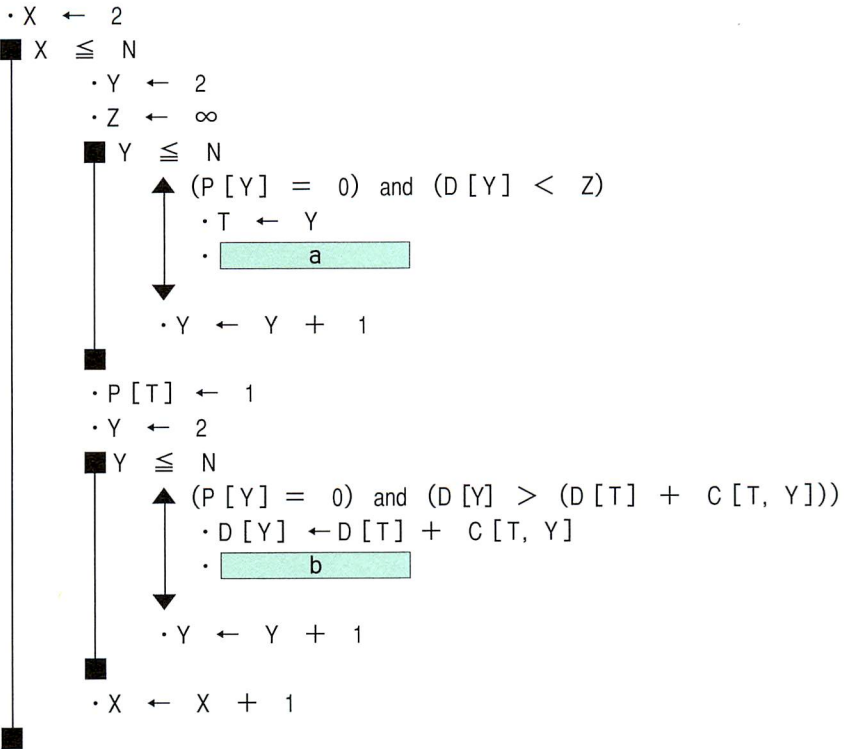 ・X ← 2
■ X ≦ N
・Y ← 2
・Z ← ∞
■ Y ≦ N
▲ (P[Y] = 0) and (D[Y] < Z)
・T ← Y
・ a
・Y ← Y + 1
・P[T] ← 1
・Y ← 2
■ Y ≦ N
▲ (P[Y] = 0) and (D[Y] > (D[T] + C[T, Y]))
・D[Y] ←D[T] + C[T, Y]
・ b
・Y ← Y + 1
・X ← X + 1